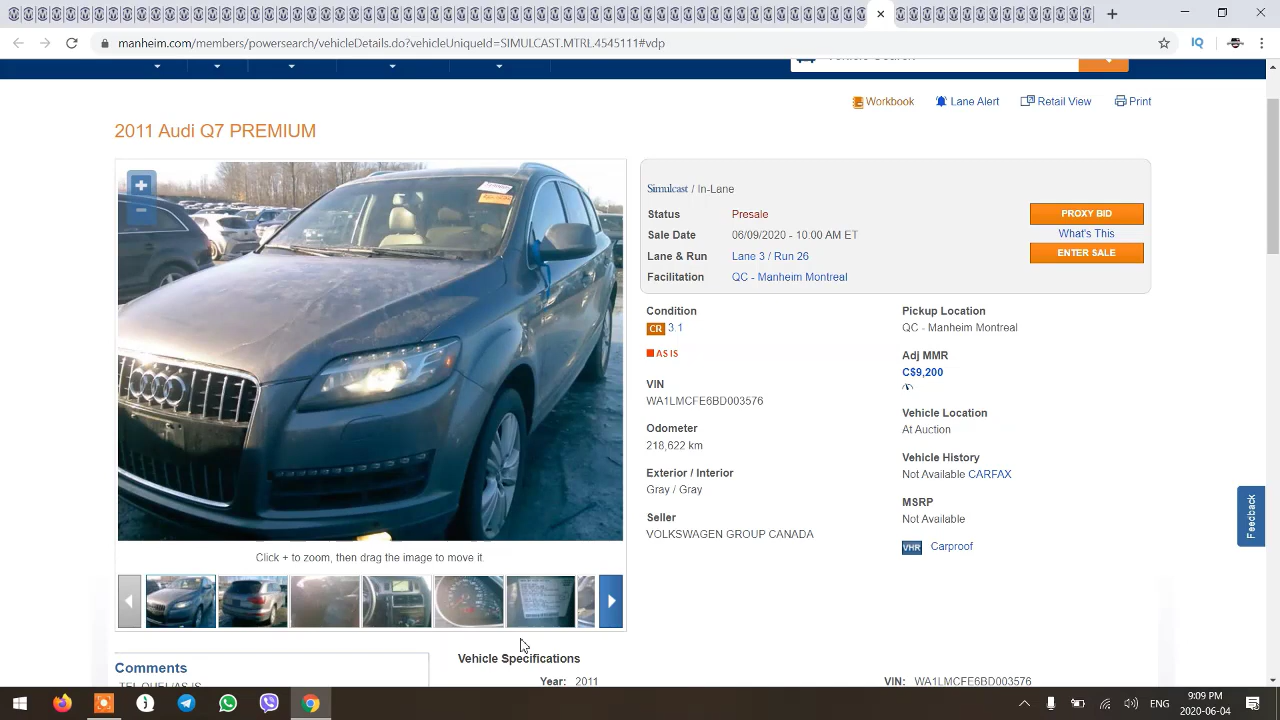 manheim.com/members/powersearch/vehicleDetails.do?vehicleUniqueId=SIMULCAST.MTRL.4545111#vdp
Workbook Lane Alert Retail View Print
2011 Audi Q7 PREMIUM
Simulcast / In-Lane
Status Presale
PROXY BID
Sale Date 06/09/2020 - 10:00 AM ET
What's This
Lane & Run Lane 3 / Run 26
ENTER SALE
Facilitation QC - Manheim Montreal
Condition
CR 3.1
AS IS
VIN
WA1LMCFE6BD003576
Odometer
218,622 km
Exterior / Interior
Gray / Gray
Seller
VOLKSWAGEN GROUP CANADA
Pickup Location
QC - Manheim Montreal
Adj MMR
C$9,200
Vehicle Location
At Auction
Vehicle History
Not Available CARFAX
MSRP
Not Available
VHR Carproof
Feedback
Click + to zoom, then drag the image to move it.
Comments
TEL QUEL/AS IS
Vehicle Specifications
Year: 2011
VIN: WA1LMCFE6BD003576
ENG
9:09 PM
2020-06-04